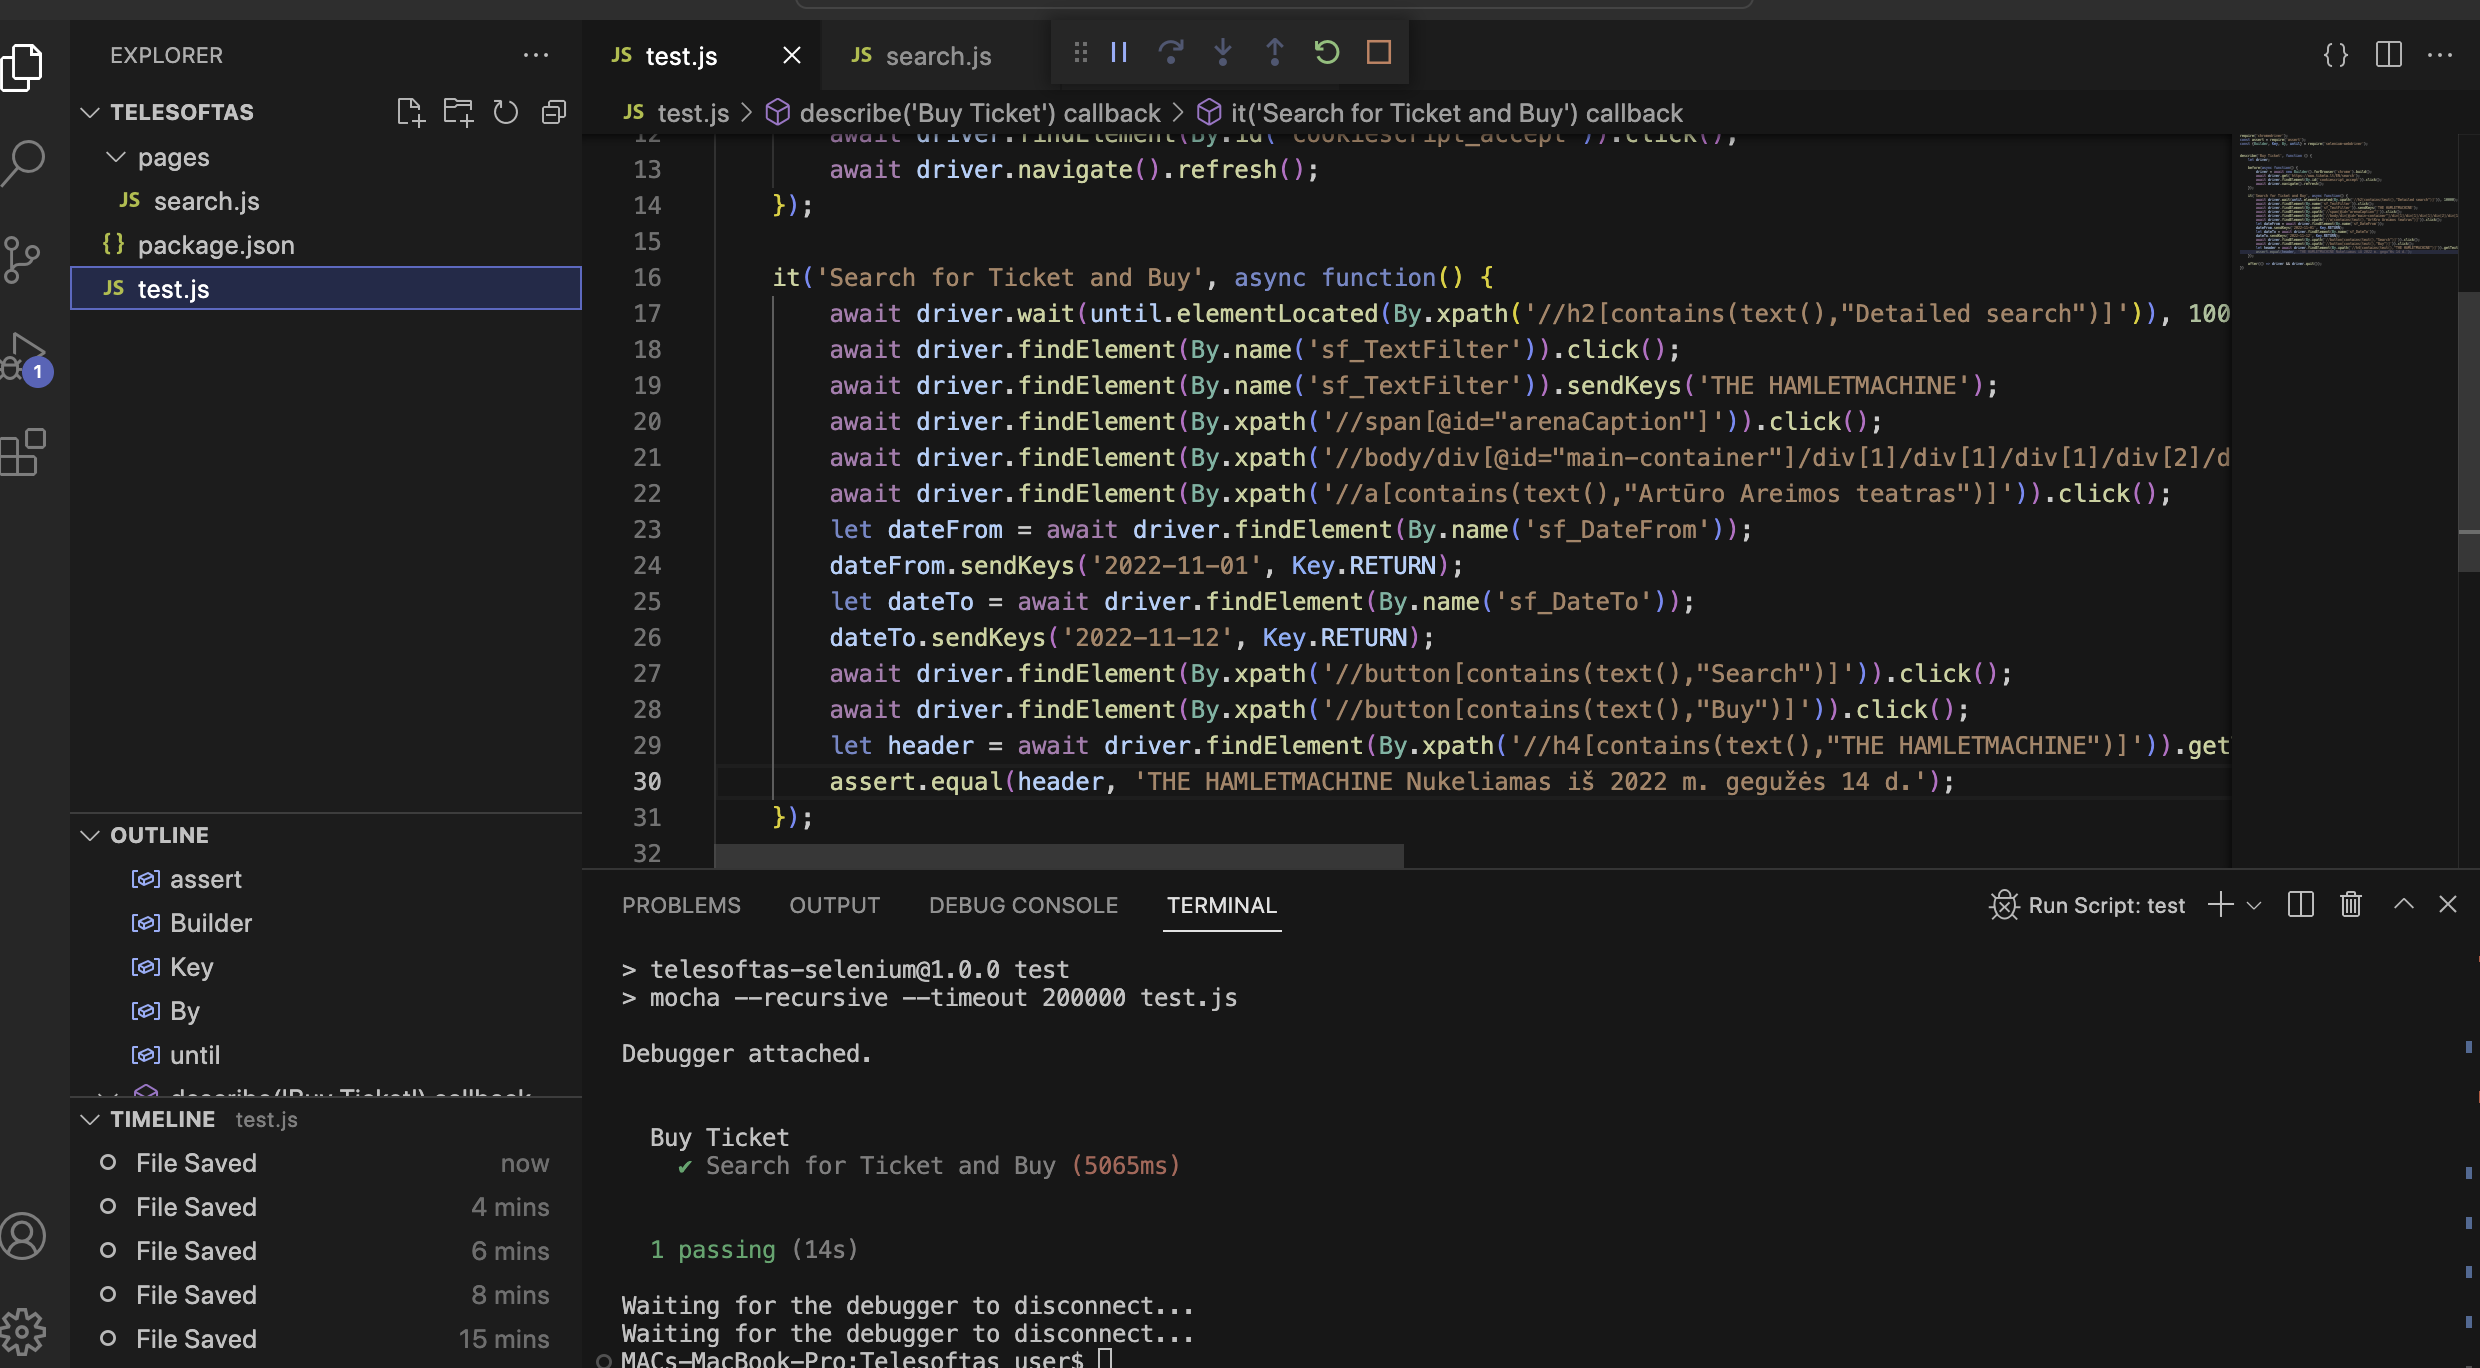 EXPLORER
TELESOFTAS
pages
JS search.js
{} package.json
JS test.js
OUTLINE
assert
Builder
Key
By
until
describe('Buy Ticket') callback
TIMELINE test.js
File Saved now
File Saved 4 mins
File Saved 6 mins
File Saved 8 mins
File Saved 15 mins
1
JS test.js
JS search.js
JS test.js > describe('Buy Ticket') callback > it('Search for Ticket and Buy') callback
12 await driver.findElement(By.id('cookiescript_accept')).click();
13 await driver.navigate().refresh();
14 });
15
16 it('Search for Ticket and Buy', async function() {
17 await driver.wait(until.elementLocated(By.xpath('//h2[contains(text(),"Detailed search")]')), 100
18 await driver.findElement(By.name('sf_TextFilter')).click();
19 await driver.findElement(By.name('sf_TextFilter')).sendKeys('THE HAMLETMACHINE');
20 await driver.findElement(By.xpath('//span[@id="arenaCaption"]')).click();
21 await driver.findElement(By.xpath('//body/div[@id="main-container"]/div[1]/div[1]/div[1]/div[2]/d
22 await driver.findElement(By.xpath('//a[contains(text(),"Artūro Areimos teatras")]')).click();
23 let dateFrom = await driver.findElement(By.name('sf_DateFrom'));
24 dateFrom.sendKeys('2022-11-01', Key.RETURN);
25 let dateTo = await driver.findElement(By.name('sf_DateTo'));
26 dateTo.sendKeys('2022-11-12', Key.RETURN);
27 await driver.findElement(By.xpath('//button[contains(text(),"Search")]')).click();
28 await driver.findElement(By.xpath('//button[contains(text(),"Buy")]')).click();
29 let header = await driver.findElement(By.xpath('//h4[contains(text(),"THE HAMLETMACHINE")]')).get
30 assert.equal(header, 'THE HAMLETMACHINE Nukeliamas iš 2022 m. gegužės 14 d.');
31 });
32
PROBLEMS OUTPUT DEBUG CONSOLE TERMINAL
Run Script: test
> telesoftas-selenium@1.0.0 test
> mocha --recursive --timeout 200000 test.js
Debugger attached.
Buy Ticket
✔ Search for Ticket and Buy (5065ms)
1 passing (14s)
Waiting for the debugger to disconnect...
Waiting for the debugger to disconnect...
MACs-MacBook-Pro:Telesoftas user$